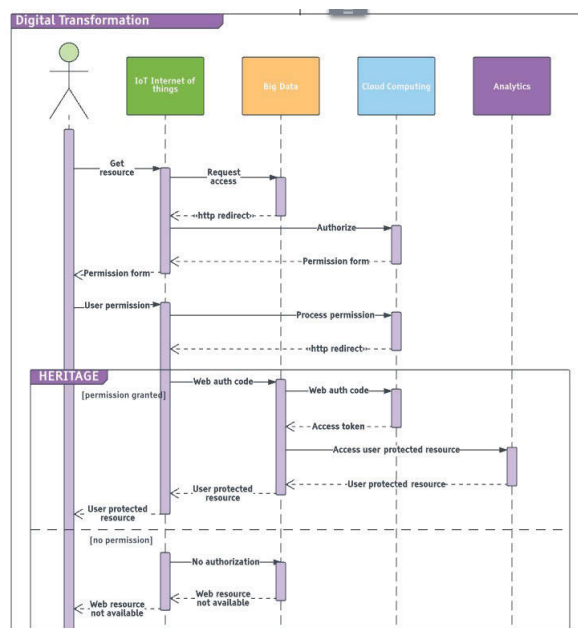 Digital Transformation
IoT Internet of
things
Big Data
Cloud Computing
Analytics
Get
resource
Request
access
http redirect
Authorize
Permission form
Permission form
User permission
Process permission
http redirect
HERITAGE
[permission granted]
Web auth code
Web auth code
Access token
Access user protected resource
User protected resource
User protected
resource
User protected
resource
[no permission]
No authorization
Web resource
not available
Web resource
not available